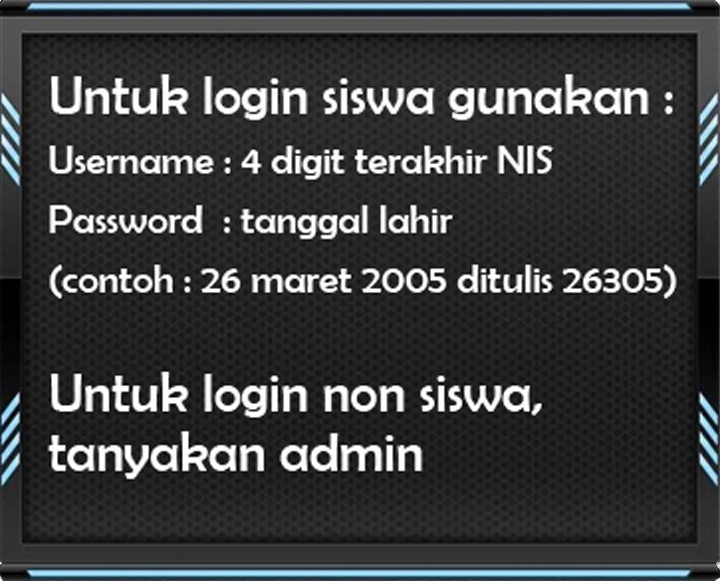 Untuk login siswa gunakan :
Username : 4 digit terakhir NIS
Password : tanggal lahir
(contoh : 26 maret 2005 ditulis 26305)
Untuk login non siswa,
tanyakan admin